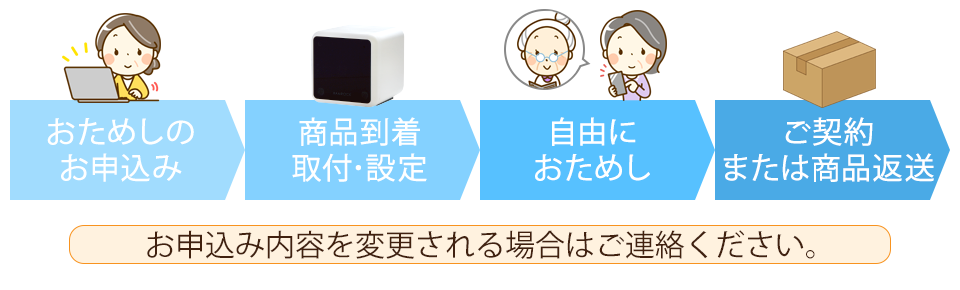 おためしの
お申込み
商品到着
取付・設定
自由に
おためし
ご契約
または商品返送
お申込み内容を変更される場合はご連絡ください。